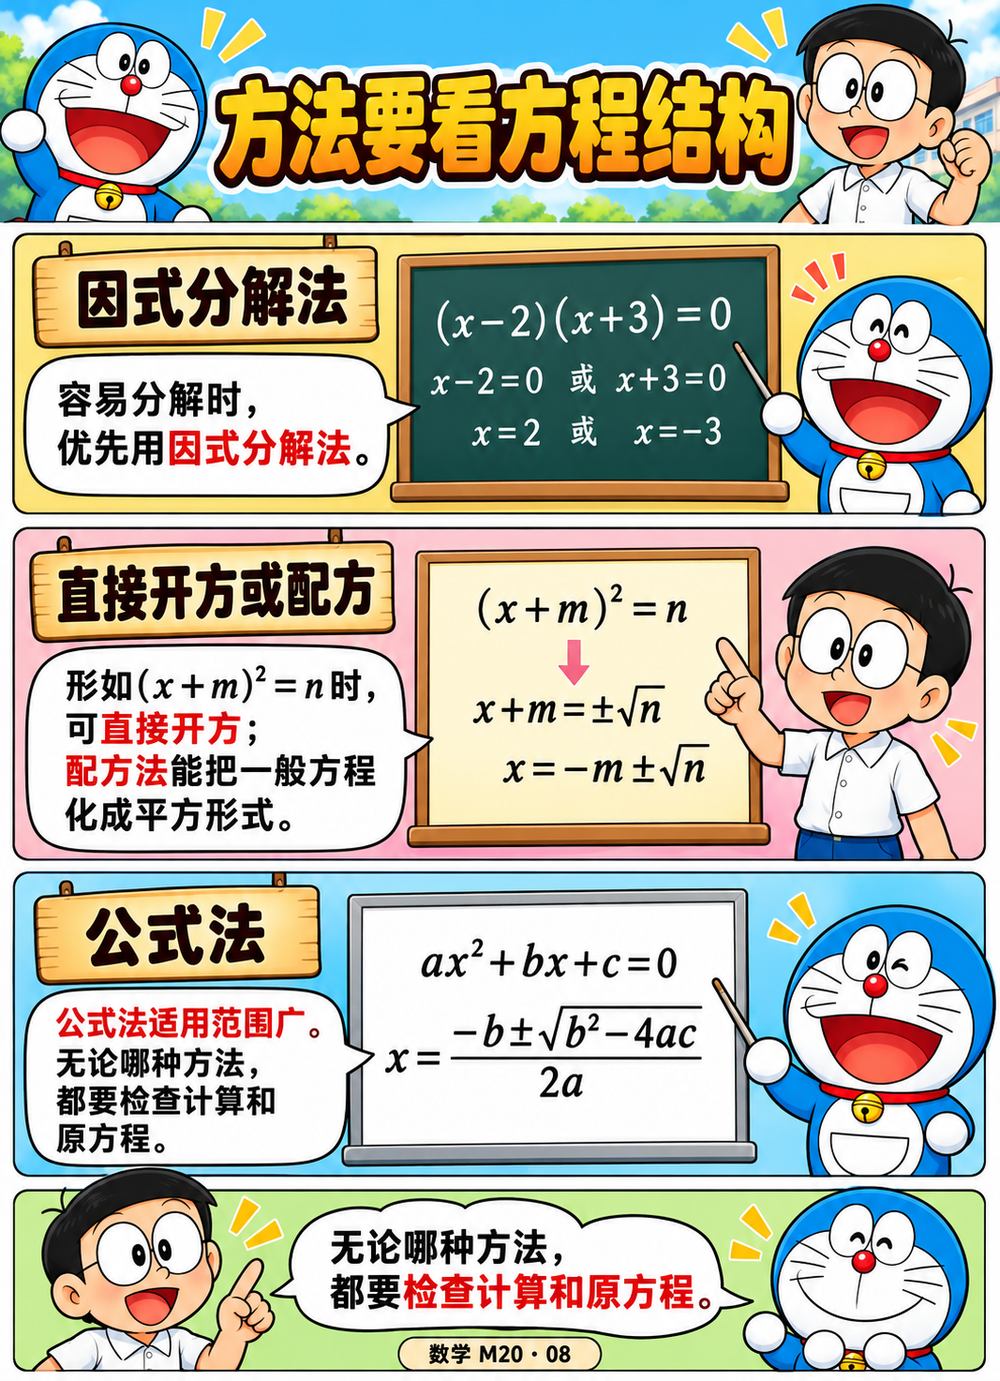 方法要看方程结构
因式分解法
容易分解时，
优先用因式分解法。
(x−2)(x+3)=0
x−2=0 或 x+3=0
x=2 或 x=−3
直接开方或配方
形如(x+m)²=n时，
可直接开方；
配方法能把一般方程
化成平方形式。
(x+m)²=n
x+m=±√n
x=−m±√n
公式法
公式法适用范围广。
无论哪种方法，
都要检查计算和
原方程。
ax²+bx+c=0
x=(−b±√(b²−4ac))/(2a)
无论哪种方法，
都要检查计算和原方程。
数学 M20·08